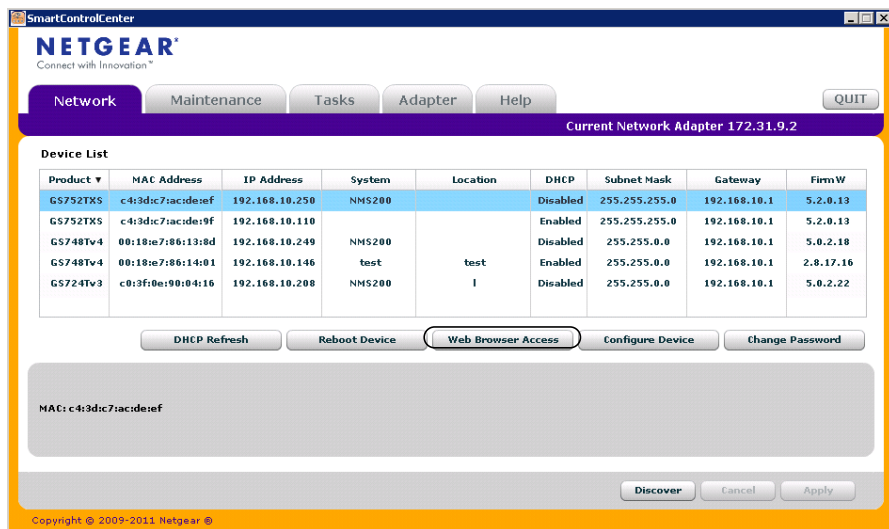 SmartControlCenter
NETGEAR®
Connect with Innovation™
Network Maintenance Tasks Adapter Help QUIT
Current Network Adapter 172.31.9.2
Device List
Product ▼ MAC Address IP Address System Location DHCP Subnet Mask Gateway FirmW
GS752TXS c4:3d:c7:ac:de:ef 192.168.10.250 NMS200 Disabled 255.255.255.0 192.168.10.1 5.2.0.13
GS752TXS c4:3d:c7:ac:de:9f 192.168.10.110 Enabled 255.255.255.0 192.168.10.1 5.2.0.13
GS748Tv4 00:18:e7:86:13:8d 192.168.10.249 NMS200 Disabled 255.255.0.0 192.168.10.1 5.0.2.18
GS748Tv4 00:18:e7:86:14:01 192.168.10.146 test test Enabled 255.255.0.0 192.168.10.1 2.8.17.16
GS724Tv3 c0:3f:0e:90:04:16 192.168.10.208 NMS200 l Disabled 255.255.0.0 192.168.10.1 5.0.2.22
DHCP Refresh Reboot Device Web Browser Access Configure Device Change Password
MAC: c4:3d:c7:ac:de:ef
Discover Cancel Apply
Copyright @ 2009-2011 Netgear ®